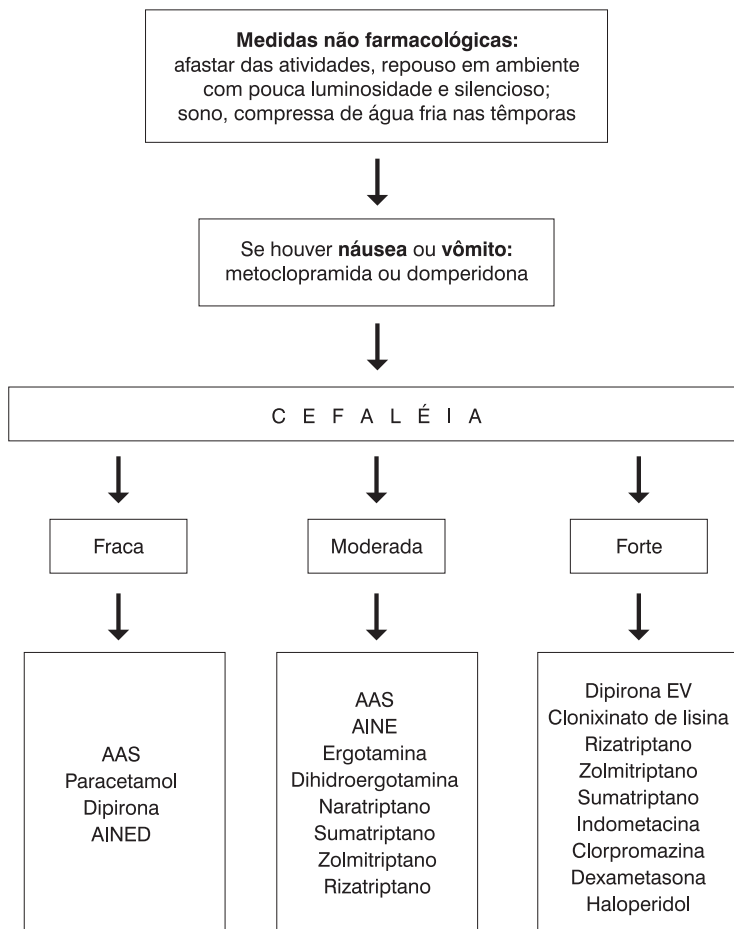 Medidas não farmacológicas:
afastar das atividades, repouso em ambiente
com pouca luminosidade e silencioso;
sono, compressa de água fria nas têmporas
Se houver náusea ou vômito:
metoclopramida ou domperidona
C E F A L É I A
Fraca
Moderada
Forte
AAS
Paracetamol
Dipirona
AINED
AAS
AINE
Ergotamina
Dihidroergotamina
Naratriptano
Sumatriptano
Zolmitriptano
Rizatriptano
Dipirona EV
Clonixinato de lisina
Rizatriptano
Zolmitriptano
Sumatriptano
Indometacina
Clorpromazina
Dexametasona
Haloperidol